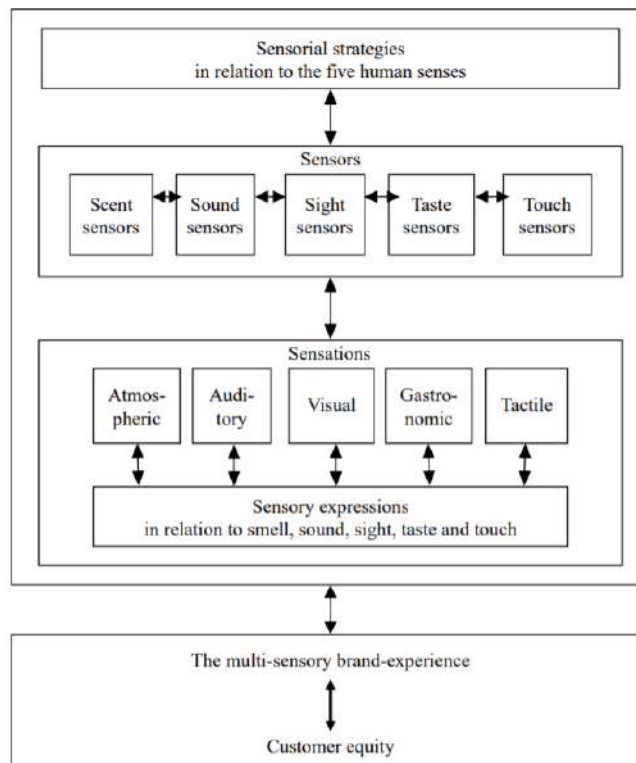 Sensorial strategies
in relation to the five human senses
Sensors
Scent
sensors
Sound
sensors
Sight
sensors
Taste
sensors
Touch
sensors
Sensations
Atmos-
pheric
Audi-
tory
Visual
Gastro-
nomic
Tactile
Sensory expressions
in relation to smell, sound, sight, taste and touch
The multi-sensory brand-experience
Customer equity